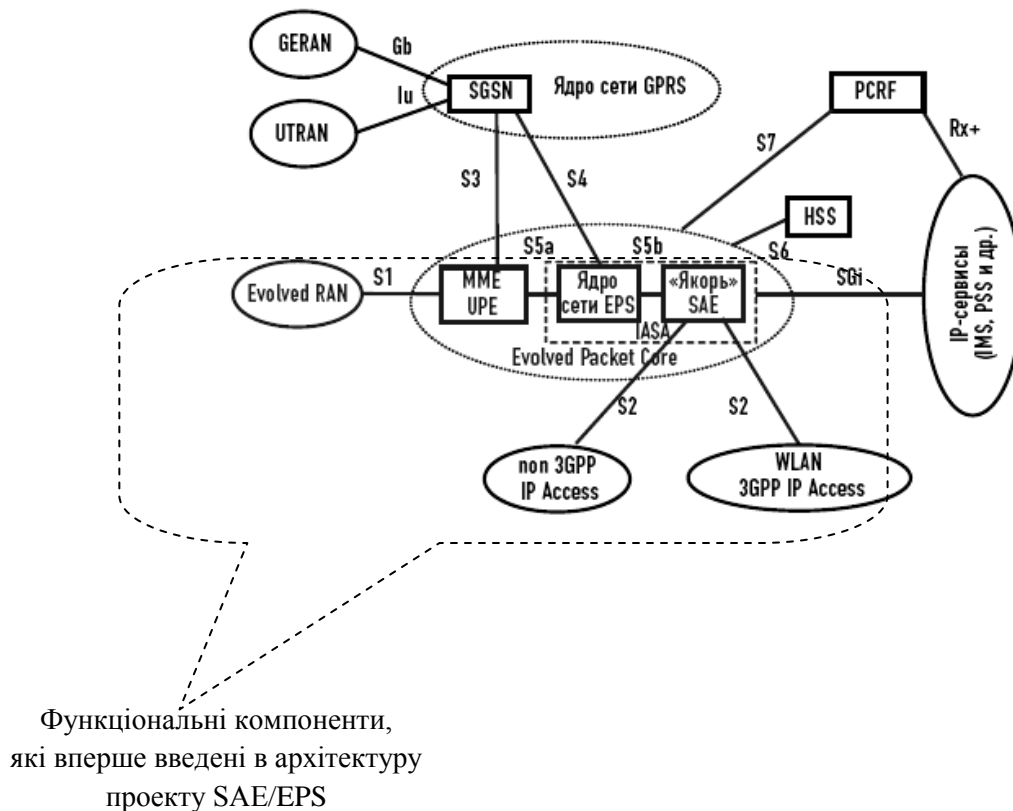 GERAN
Gb
Iu
SGSN
Ядро сети GPRS
PCRF
UTRAN
Rx+
S7
S3
S4
HSS
S5a
S5b
S6
S1
SGi
Evolved RAN
MME
UPE
Ядро
сети EPS
«Якорь»
SAE
IASA
Evolved Packet Core
IP-сервисы
(IMS, PSS и др.)
S2
S2
non 3GPP
IP Access
WLAN
3GPP IP Access
Функціональні компоненти,
які вперше введені в архітектуру
проекту SAE/EPS